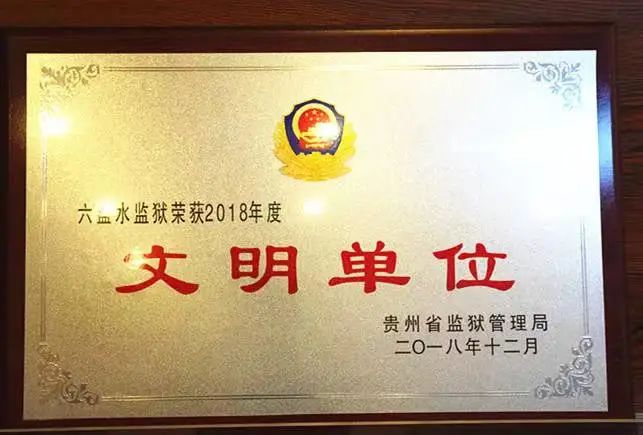 六盘水监狱荣获2018年度
文明单位
贵州省监狱管理局
二〇一八年十二月